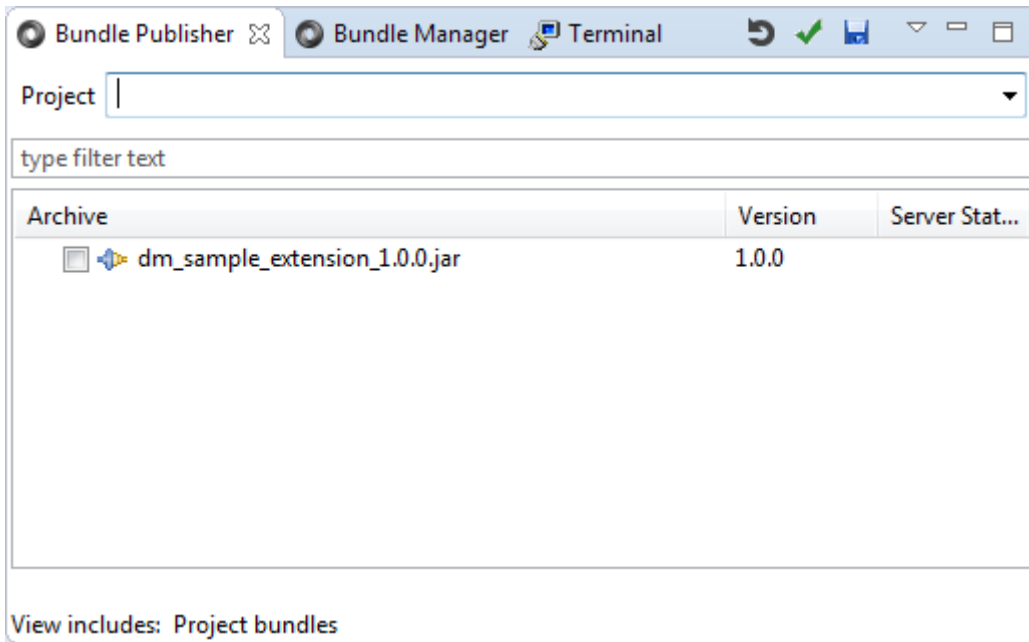 Bundle Publisher Bundle Manager Terminal
Project
type filter text
Archive Version Server Stat...
dm_sample_extension_1.0.0.jar 1.0.0
View includes: Project bundles